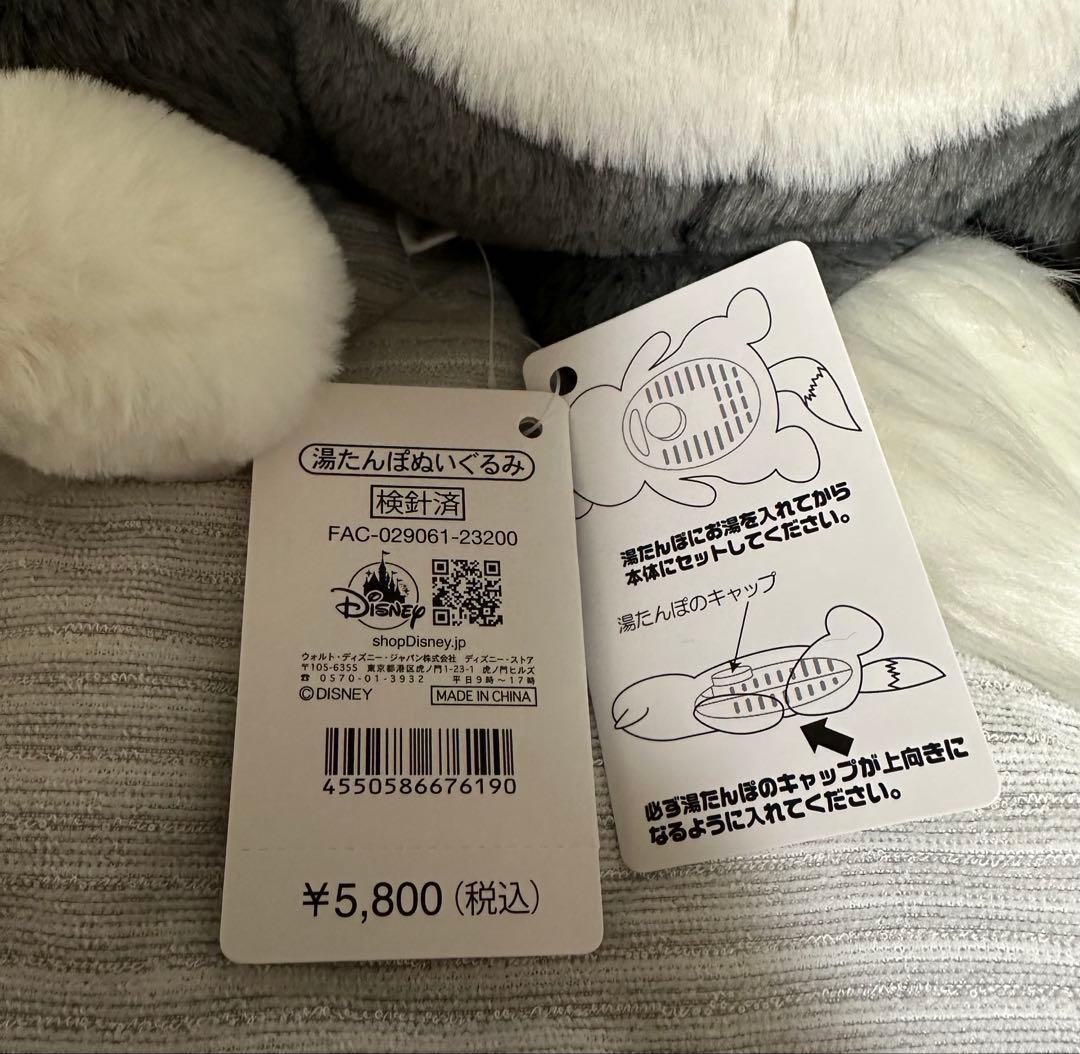 湯たんぽぬいぐるみ
検針済
FAC-029061-23200
Disney
shopDisney.jp
ウォルト・ディズニー・ジャパン株式会社 ディズニー・ストア
〒105-6355 東京都港区虎ノ門1-23-1 虎ノ門ヒルズ
☎ 0570-01-3932 平日9時～17時
©DISNEY MADE IN CHINA
4550586676190
¥5,800(税込)
湯たんぽにお湯を入れてから
本体にセットしてください。
湯たんぽのキャップ
必ず湯たんぽのキャップが上向きに
なるように入れてください。